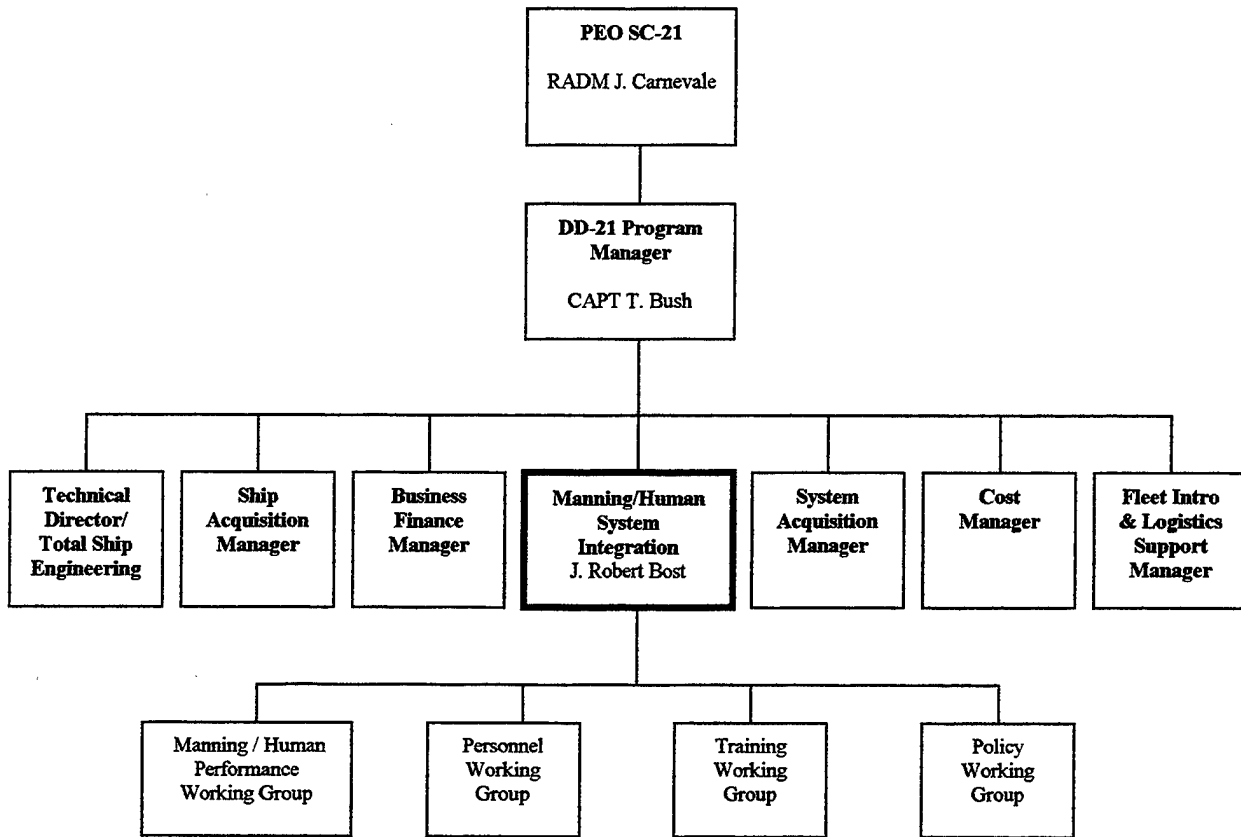 PEO SC-21
RADM J. Carnevale
DD-21 Program
Manager
CAPT T. Bush
Technical
Director/
Total Ship
Engineering
Ship
Acquisition
Manager
Business
Finance
Manager
Manning/Human
System
Integration
J. Robert Bost
System
Acquisition
Manager
Cost
Manager
Fleet Intro
& Logistics
Support
Manager
Manning / Human
Performance
Working Group
Personnel
Working
Group
Training
Working
Group
Policy
Working
Group